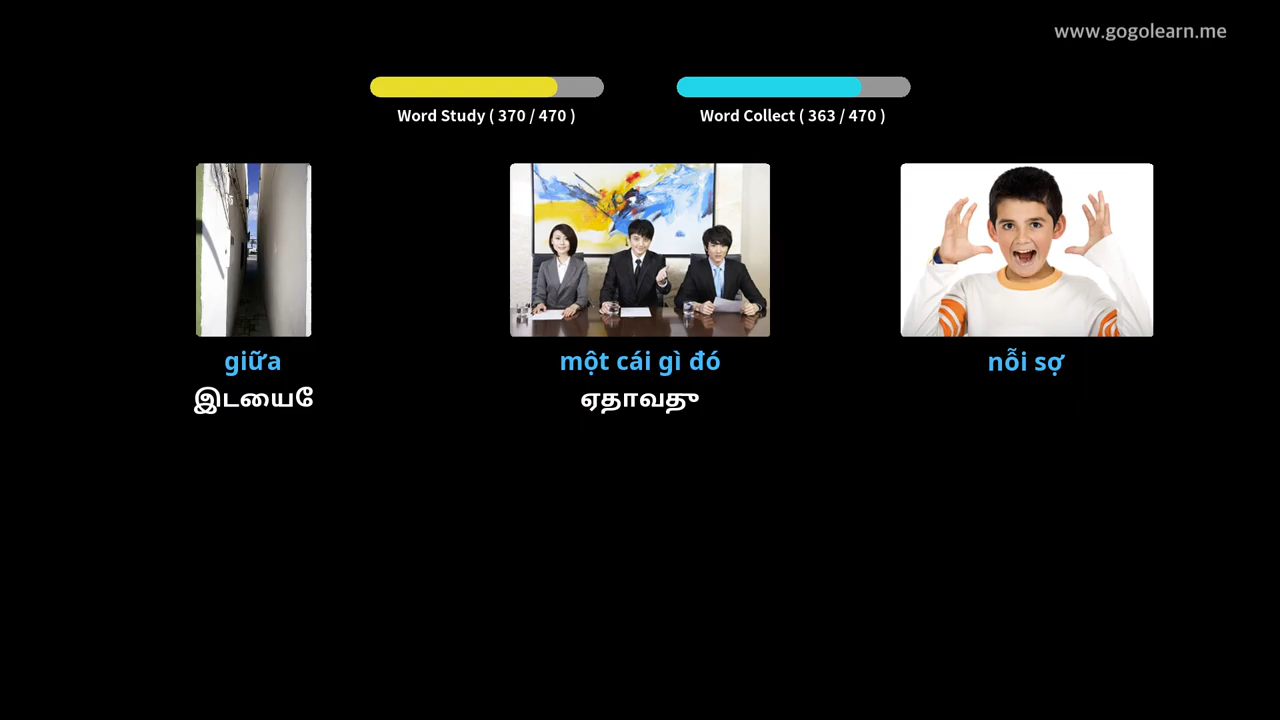 www.gogolearn.me
Word Study ( 370 / 470 )
Word Collect ( 363 / 470 )
giữa
một cái gì đó
nỗi sợ
இடையே
ஏதாவது